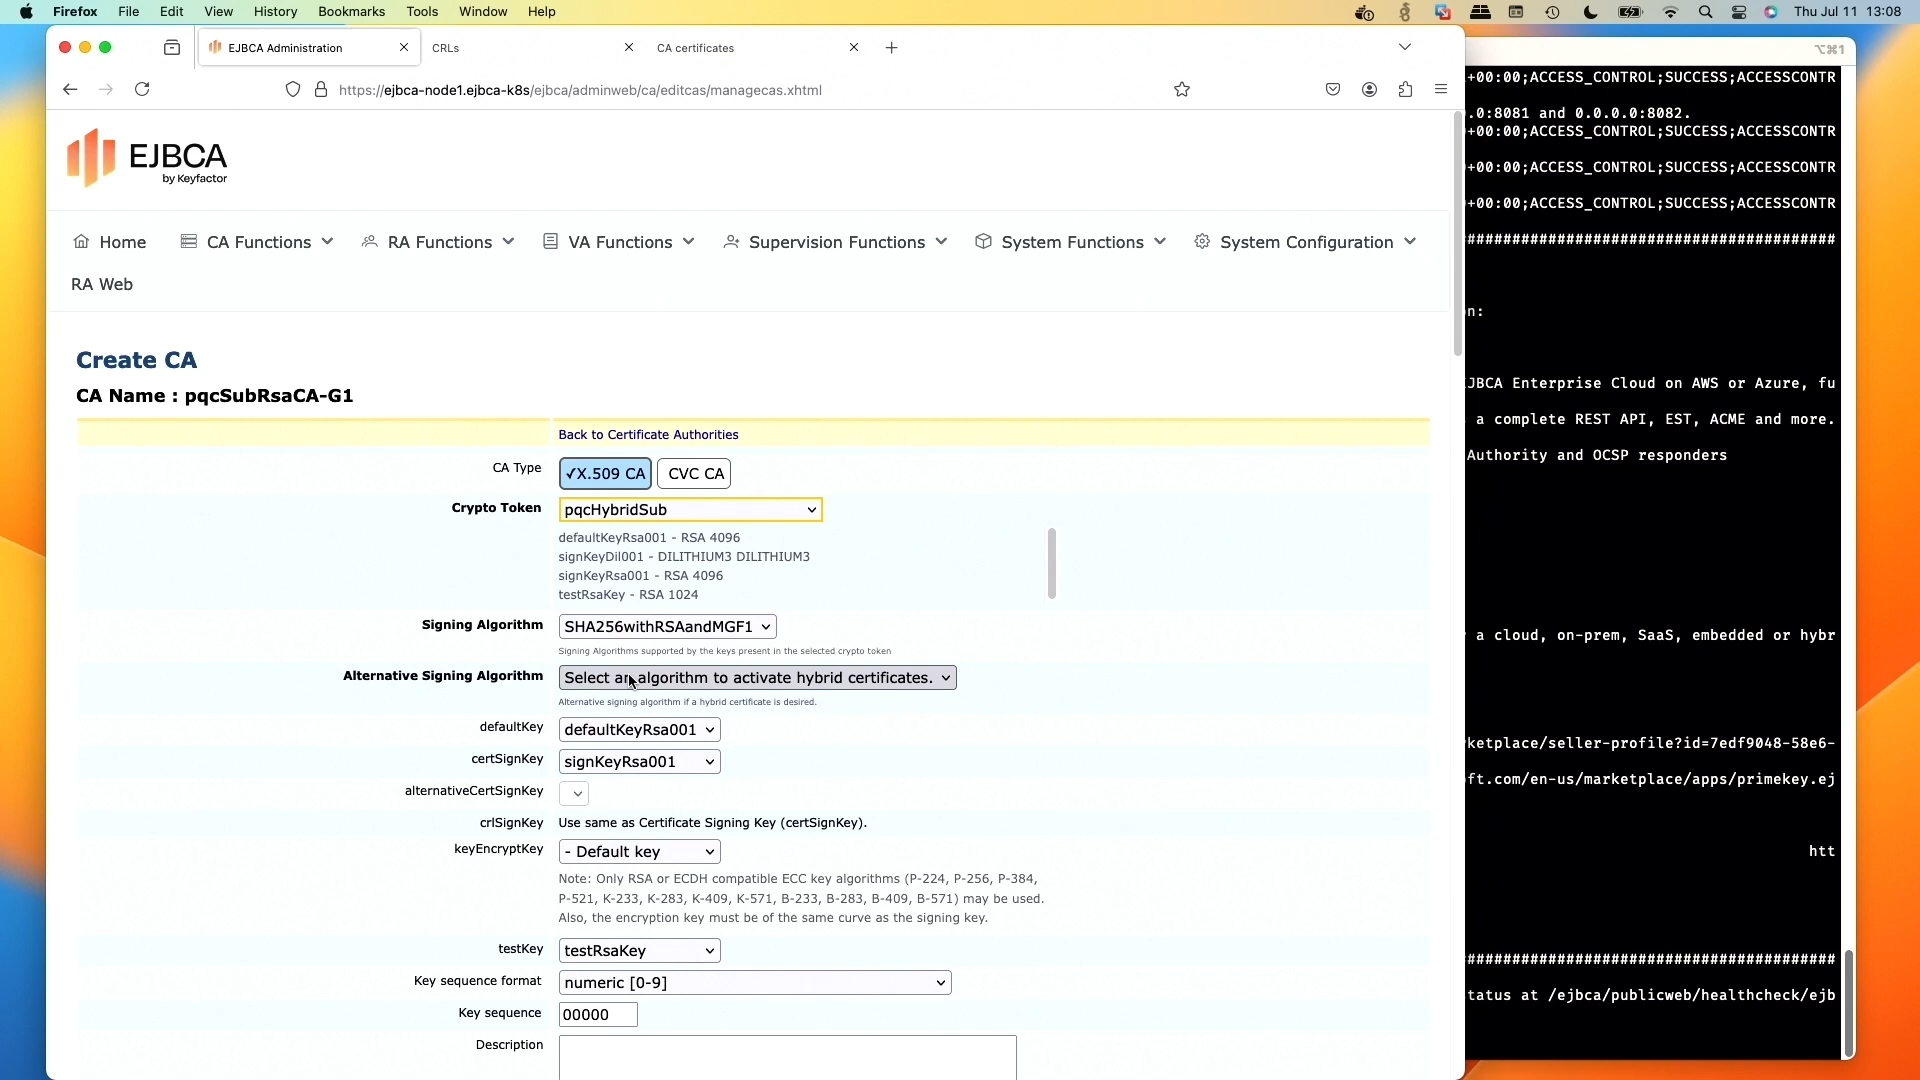 Firefox File Edit View History Bookmarks Tools Window Help Thu Jul 11 13:08
EJBCA Administration CRLs CA certificates
https://ejbca-node1.ejbca-k8s/ejbca/adminweb/ca/editcas/managecas.xhtml
EJBCA
by Keyfactor
Home CA Functions RA Functions VA Functions Supervision Functions System Functions System Configuration
RA Web
Create CA
CA Name : pqcSubRsaCA-G1
Back to Certificate Authorities
CA Type ✓X.509 CA CVC CA
Crypto Token pqcHybridSub
defaultKeyRsa001 - RSA 4096
signKeyDil001 - DILITHIUM3 DILITHIUM3
signKeyRsa001 - RSA 4096
testRsaKey - RSA 1024
Signing Algorithm SHA256withRSAandMGF1
Signing Algorithms supported by the keys present in the selected crypto token
Alternative Signing Algorithm Select an algorithm to activate hybrid certificates.
Alternative signing algorithm if a hybrid certificate is desired.
defaultKey defaultKeyRsa001
certSignKey signKeyRsa001
alternativeCertSignKey
crlSignKey Use same as Certificate Signing Key (certSignKey).
keyEncryptKey - Default key
Note: Only RSA or ECDH compatible ECC key algorithms (P-224, P-256, P-384,
P-521, K-233, K-283, K-409, K-571, B-233, B-283, B-409, B-571) may be used.
Also, the encryption key must be of the same curve as the signing key.
testKey testRsaKey
Key sequence format numeric [0-9]
Key sequence 00000
Description
⌥⌘1
+00:00;ACCESS_CONTROL;SUCCESS;ACCESSCONTR
.0:8081 and 0.0.0.0:8082.
+00:00;ACCESS_CONTROL;SUCCESS;ACCESSCONTR
+00:00;ACCESS_CONTROL;SUCCESS;ACCESSCONTR
+00:00;ACCESS_CONTROL;SUCCESS;ACCESSCONTR
#########################################
n:
JBCA Enterprise Cloud on AWS or Azure, fu
a complete REST API, EST, ACME and more.
Authority and OCSP responders
a cloud, on-prem, SaaS, embedded or hybr
ketplace/seller-profile?id=7edf9048-58e6-
ft.com/en-us/marketplace/apps/primekey.ej
htt
#########################################
tatus at /ejbca/publicweb/healthcheck/ejb